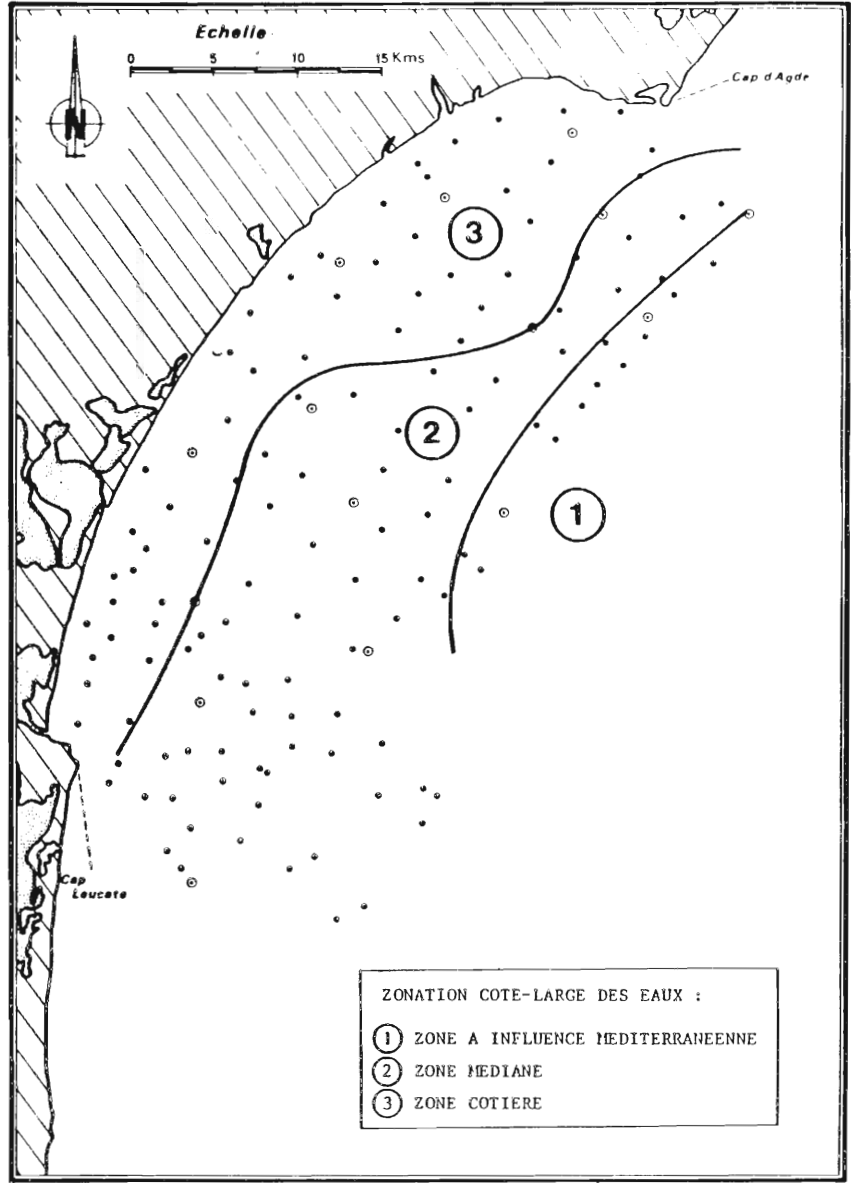 Echelle
0 5 10 15 Kms
N
Cap d'Agde
3
2
1
Cap
Leucate
ZONATION COTE-LARGE DES EAUX :
1 ZONE A INFLUENCE MEDITERRANEENNE
2 ZONE MEDIANE
3 ZONE COTIERE